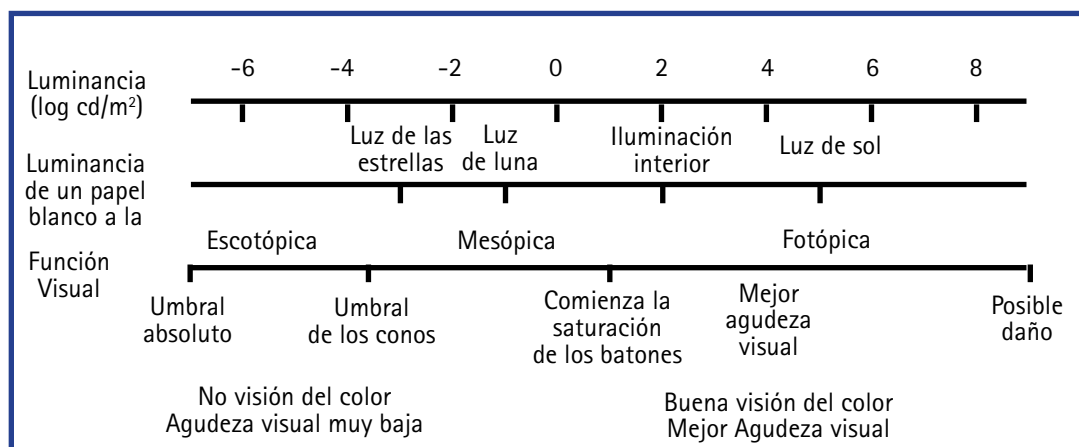 Luminancia
(log cd/m²)
-6 -4 -2 0 2 4 6 8
Luminancia
de un papel
blanco a la
Luz de las
estrellas
Luz
de luna
Iluminación
interior
Luz de sol
Función
Visual
Escotópica Mesópica Fotópica
Umbral
absoluto
Umbral
de los conos
Comienza la
saturación
de los batones
Mejor
agudeza
visual
Posible
daño
No visión del color
Agudeza visual muy baja
Buena visión del color
Mejor Agudeza visual